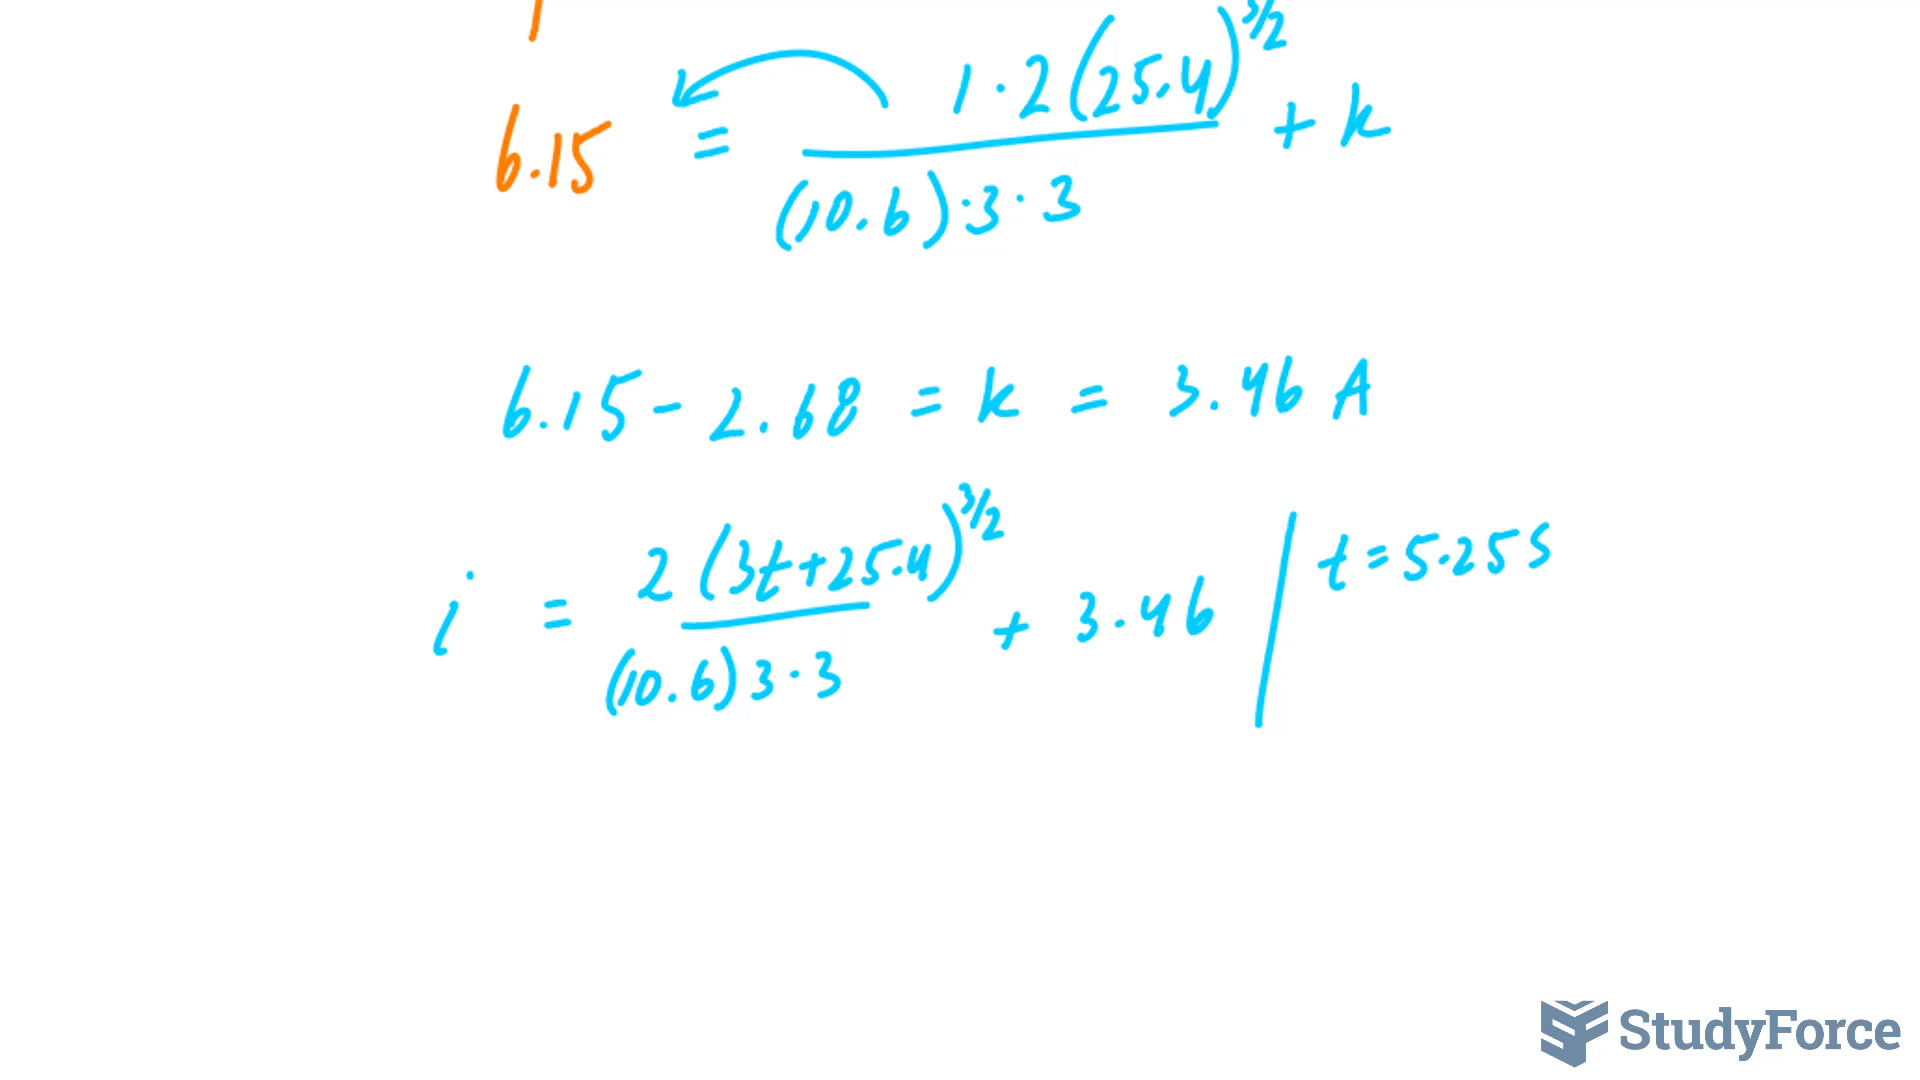 6.15 = 1·2(25.4)^3/2 / (10.6)·3·3 + k
6.15 - 2.68 = k = 3.46 A
i = 2(3t+25.4)^3/2 / (10.6)3·3 + 3.46 | t = 5.25 s
StudyForce